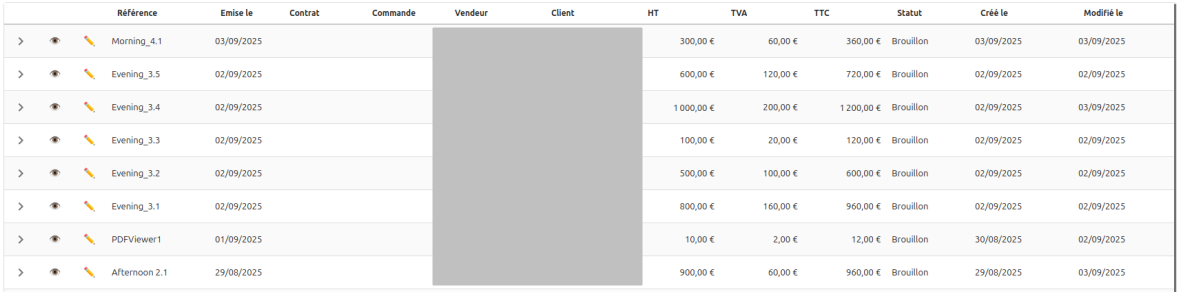 Référence Emise le Contrat Commande Vendeur Client HT TVA TTC Statut Créé le Modifié le
Morning_4.1 03/09/2025 300,00 € 60,00 € 360,00 € Brouillon 03/09/2025 03/09/2025
Evening_3.5 02/09/2025 600,00 € 120,00 € 720,00 € Brouillon 02/09/2025 02/09/2025
Evening_3.4 02/09/2025 1 000,00 € 200,00 € 1 200,00 € Brouillon 02/09/2025 03/09/2025
Evening_3.3 02/09/2025 100,00 € 20,00 € 120,00 € Brouillon 02/09/2025 02/09/2025
Evening_3.2 02/09/2025 500,00 € 100,00 € 600,00 € Brouillon 02/09/2025 02/09/2025
Evening_3.1 02/09/2025 800,00 € 160,00 € 960,00 € Brouillon 02/09/2025 02/09/2025
PDFViewer1 01/09/2025 10,00 € 2,00 € 12,00 € Brouillon 30/08/2025 02/09/2025
Afternoon 2.1 29/08/2025 900,00 € 60,00 € 960,00 € Brouillon 29/08/2025 03/09/2025